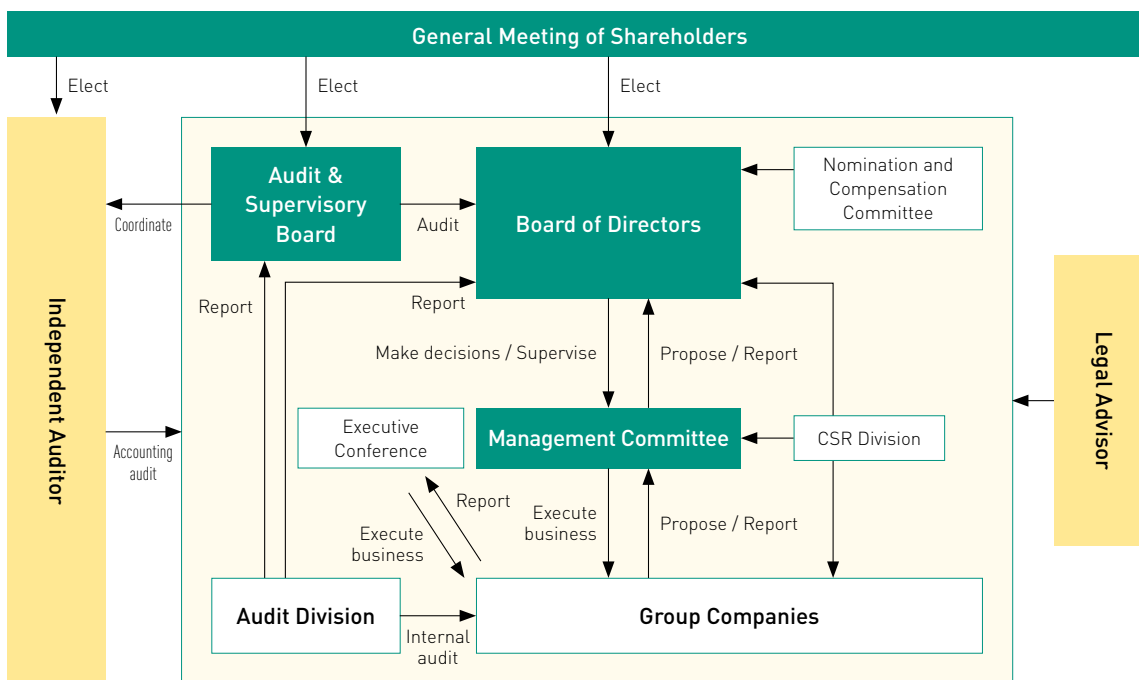 General Meeting of Shareholders
Elect
Elect
Elect
Audit &
Supervisory
Board
Board of Directors
Nomination and
Compensation
Committee
Coordinate
Audit
Report
Report
Independent Auditor
Legal Advisor
Make decisions / Supervise
Propose / Report
Executive
Conference
Management Committee
CSR Division
Accounting
audit
Report
Execute
business
Execute
business
Propose / Report
Audit Division
Internal
audit
Group Companies